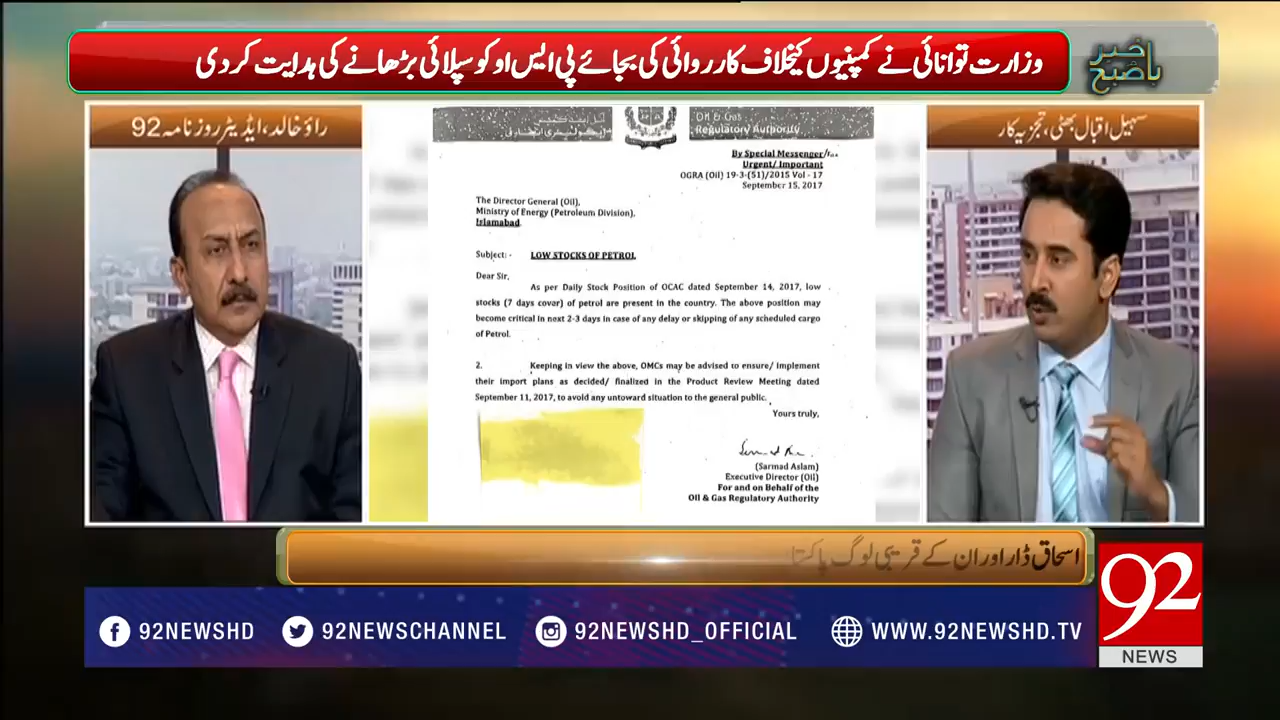 وزارت توانائی نے کمپنیوں کیخلاف کارروائی کی بجائے پی ایس او کو سپلائی بڑھانے کی ہدایت کر دی
باخبر صبح
راؤ خالد، ایڈیٹر روزنامہ 92
سہیل اقبال بھٹی، تجزیہ کار
Oil & Gas
Regulatory Authority
By Special Messenger/
Urgent/ Important
OGRA (Oil) 19-3-(51)/2015 Vol - 17
September 15, 2017
The Director General (Oil),
Ministry of Energy (Petroleum Division),
Islamabad
Subject: - LOW STOCKS OF PETROL
Dear Sir,
As per Daily Stock Position of OCAC dated September 14, 2017, low
stocks (7 days cover) of petrol are present in the country. The above position may
become critical in next 2-3 days in case of any delay or skipping of any scheduled cargo
of Petrol.
2. Keeping in view the above, OMCs may be advised to ensure/ implement
their import plans as decided/ finalized in the Product Review Meeting dated
September 11, 2017, to avoid any untoward situation to the general public.
Yours truly,
(Sarmad Aslam)
Executive Director (Oil)
For and on Behalf of the
Oil & Gas Regulatory Authority
اسحاق ڈار اور ان کے قریبی لوگ
92
NEWS
92NEWSHD
92NEWSCHANNEL
92NEWSHD_OFFICIAL
WWW.92NEWSHD.TV